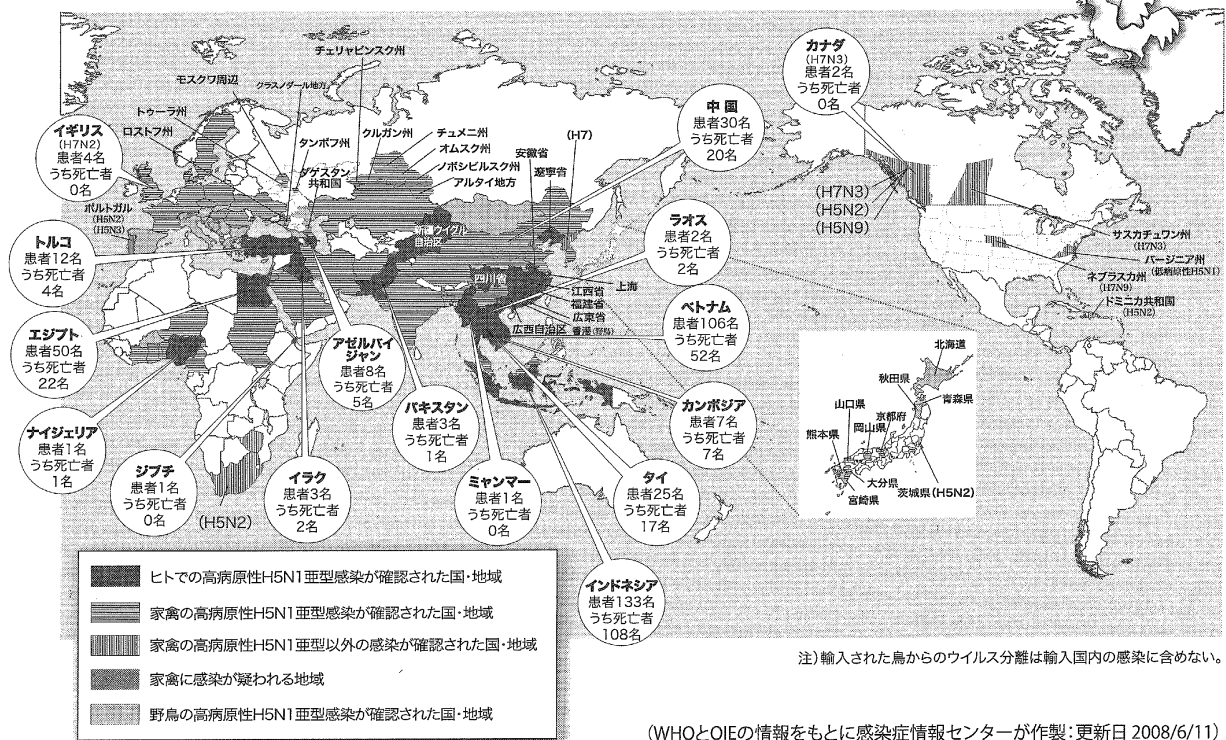 チェリャビンスク州
モスクワ周辺
クラスノダール地方
トゥーラ州
ロストフ州
タンボフ州
クルガン州
チュメニ州
オムスク州
ノボシビルスク州
アルタイ地方
ダゲスタン
共和国
イギリス
(H7N2)
患者4名
うち死亡者
0名
ポルトガル
(H5N2)
(H5N3)
トルコ
患者12名
うち死亡者
4名
エジプト
患者50名
うち死亡者
22名
ナイジェリア
患者1名
うち死亡者
1名
ジブチ
患者1名
うち死亡者
0名
(H5N2)
イラク
患者3名
うち死亡者
2名
アゼルバイ
ジャン
患者8名
うち死亡者
5名
パキスタン
患者3名
うち死亡者
1名
ミャンマー
患者1名
うち死亡者
0名
タイ
患者25名
うち死亡者
17名
インドネシア
患者133名
うち死亡者
108名
カンボジア
患者7名
うち死亡者
7名
ベトナム
患者106名
うち死亡者
52名
ラオス
患者2名
うち死亡者
2名
中国
患者30名
うち死亡者
20名
(H7)
安徽省
遼寧省
新疆ウイグル
自治区
四川省
上海
江西省
福建省
広東省
広西自治区
香港(野鳥)
カナダ
(H7N3)
患者2名
うち死亡者
0名
(H7N3)
(H5N2)
(H5N9)
サスカチュワン州
(H7N3)
バージニア州
(低病原性H5N1)
ネブラスカ州
(H7N9)
ドミニカ共和国
(H5N2)
北海道
秋田県
青森県
山口県
京都府
岡山県
熊本県
大分県
宮崎県
茨城県(H5N2)
ヒトでの高病原性H5N1亜型感染が確認された国・地域
家禽の高病原性H5N1亜型感染が確認された国・地域
家禽の高病原性H5N1亜型以外の感染が確認された国・地域
家禽に感染が疑われる地域
野鳥の高病原性H5N1亜型感染が確認された国・地域
注)輸入された鳥からのウイルス分離は輸入国内の感染に含めない。
(WHOとOIEの情報をもとに感染症情報センターが作製:更新日 2008/6/11)